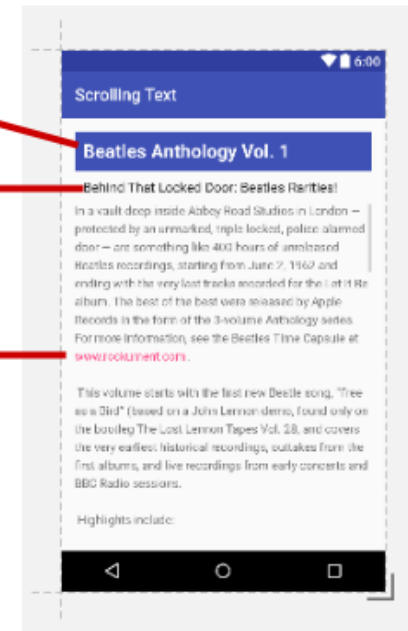 6:00
Scrolling Text
Beatles Anthology Vol. 1
Behind That Locked Door: Beatles Rarities!
In a vault deep inside Abbey Road Studios in London —
protected by an unmarked, triple locked, police alarmed
door — are something like 400 hours of unreleased
Beatles recordings, starting from June 2, 1962 and
ending with the very last tracks recorded for the Let It Be
album. The best of the best were released by Apple
Records in the form of the 3-volume Anthology series.
For more information, see the Beatles Time Capsule at
www.rockument.com.
This volume starts with the first new Beatle song, "Free
as a Bird" (based on a John Lennon demo, found only on
the bootleg The Lost Lennon Tapes Vol. 28, and covers
the very earliest historical recordings, outtakes from the
first albums, and live recordings from early concerts and
BBC Radio sessions.
Highlights include: